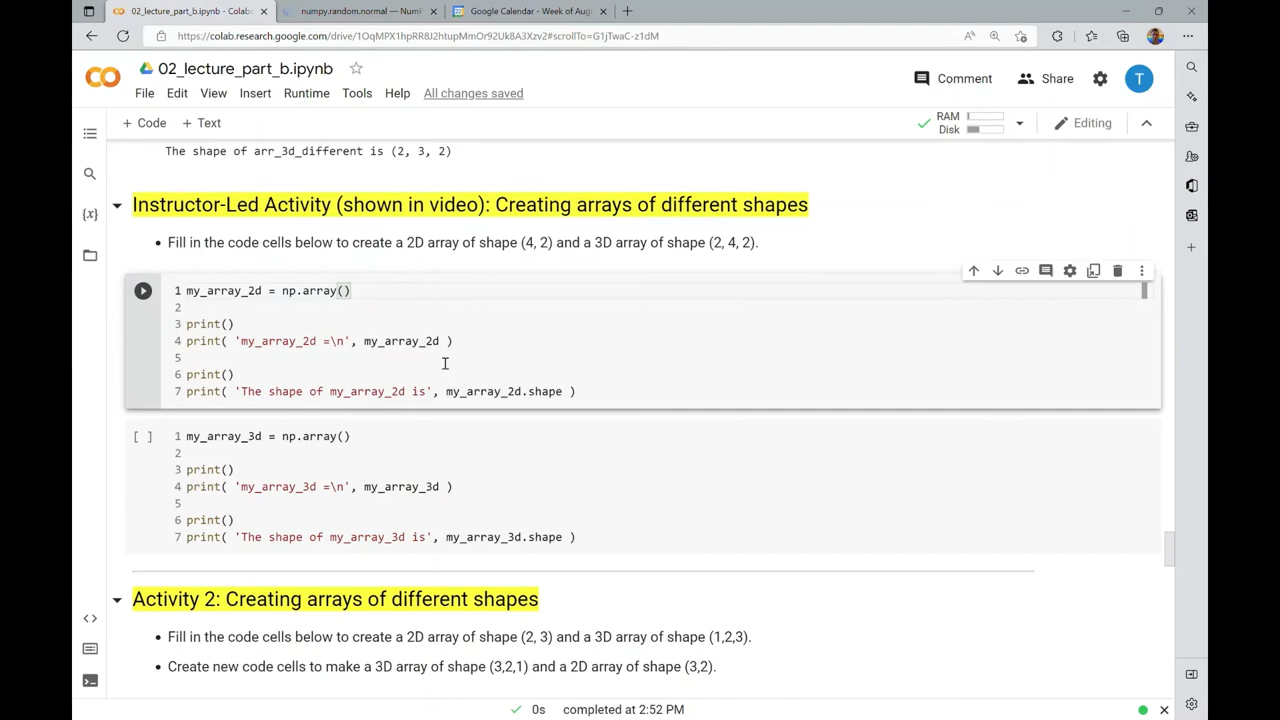 02_lecture_part_b.ipynb - Colabo
numpy.random.normal — NumP
Google Calendar - Week of Aug
https://colab.research.google.com/drive/1OqMPX1hpRR8J2htupMmOr92Uk8A3Xzv2#scrollTo=G1jTwaC-z1dM
02_lecture_part_b.ipynb
Comment
Share
T
File Edit View Insert Runtime Tools Help All changes saved
+ Code + Text
RAM
Disk
Editing
The shape of arr_3d_different is (2, 3, 2)
Instructor-Led Activity (shown in video): Creating arrays of different shapes
• Fill in the code cells below to create a 2D array of shape (4, 2) and a 3D array of shape (2, 4, 2).
1 my_array_2d = np.array()
2
3 print()
4 print( 'my_array_2d =\n', my_array_2d )
5
6 print()
7 print( 'The shape of my_array_2d is', my_array_2d.shape )
[ ] 1 my_array_3d = np.array()
2
3 print()
4 print( 'my_array_3d =\n', my_array_3d )
5
6 print()
7 print( 'The shape of my_array_3d is', my_array_3d.shape )
Activity 2: Creating arrays of different shapes
• Fill in the code cells below to create a 2D array of shape (2, 3) and a 3D array of shape (1,2,3).
• Create new code cells to make a 3D array of shape (3,2,1) and a 2D array of shape (3,2).
0s completed at 2:52 PM